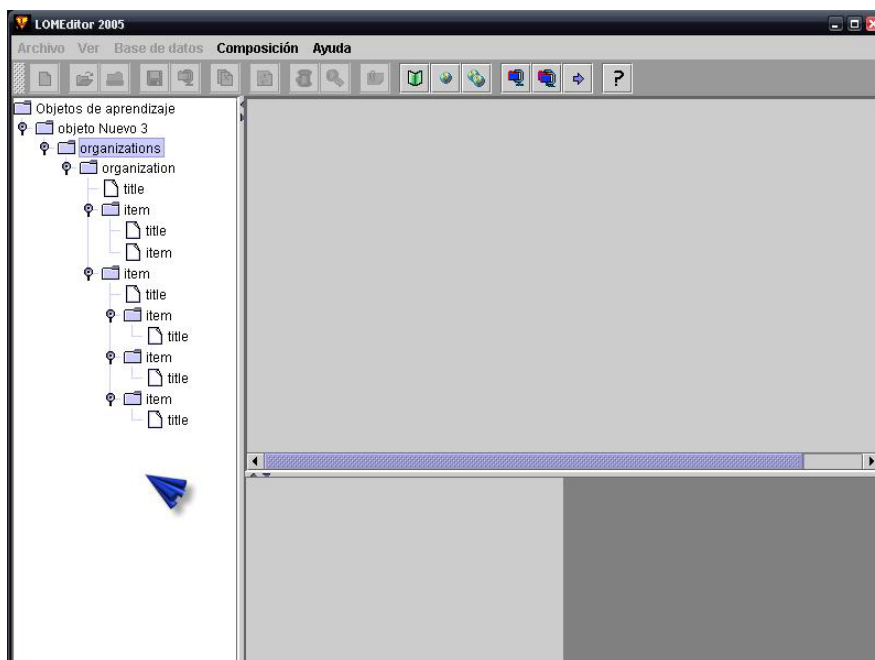 LOMEditor 2005
Archivo Ver Base de datos Composición Ayuda
?
Objetos de aprendizaje
objeto Nuevo 3
organizations
organization
title
item
title
item
item
title
item
title
item
title
item
title